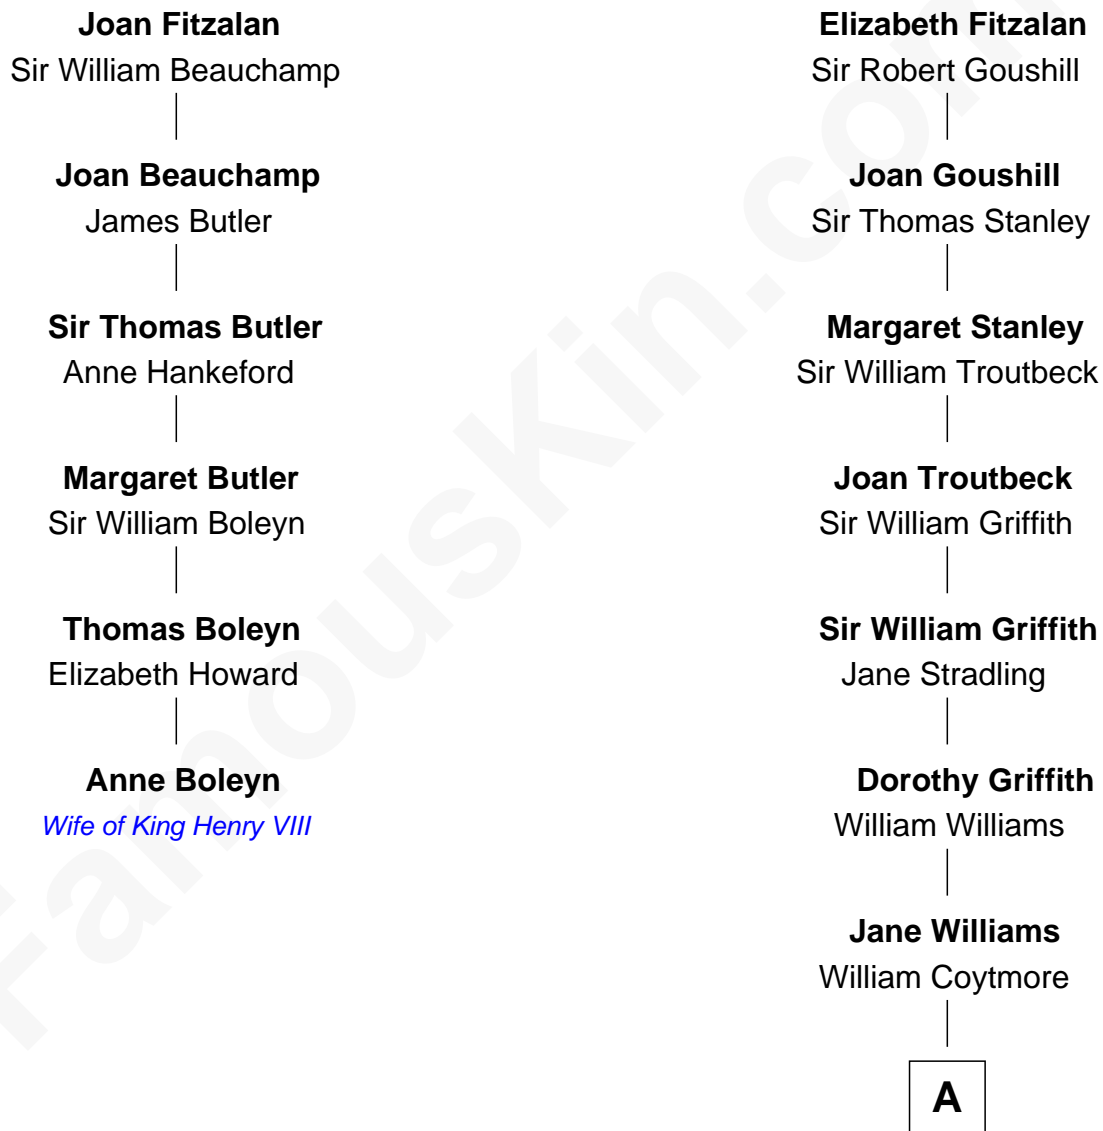 Joan Fitzalan
Sir William Beauchamp
Joan Beauchamp
James Butler
Sir Thomas Butler
Anne Hankeford
Margaret Butler
Sir William Boleyn
Thomas Boleyn
Elizabeth Howard
Anne Boleyn
Wife of King Henry VIII
Elizabeth Fitzalan
Sir Robert Goushill
Joan Goushill
Sir Thomas Stanley
Margaret Stanley
Sir William Troutbeck
Joan Troutbeck
Sir William Griffith
Sir William Griffith
Jane Stradling
Dorothy Griffith
William Williams
Jane Williams
William Coytmore
A
FamousKin.com